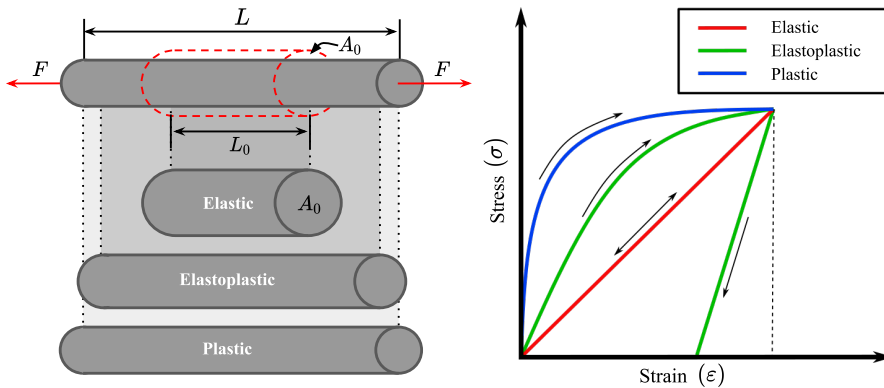 L
A₀
F
F
L₀
Elastic
A₀
Elastoplastic
Plastic
Elastic
Elastoplastic
Plastic
Stress (σ)
Strain (ε)